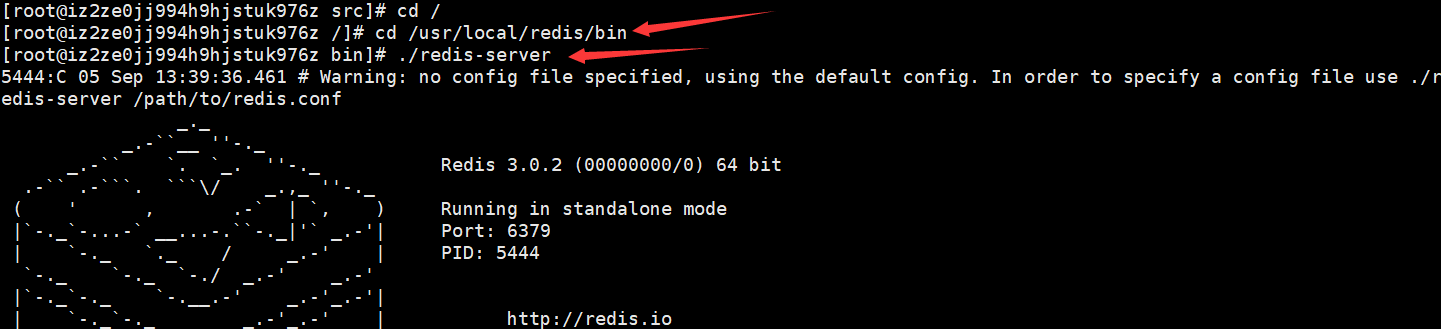 [root@iz2ze0jj994h9hjstuk976z src]# cd /
[root@iz2ze0jj994h9hjstuk976z /]# cd /usr/local/redis/bin
[root@iz2ze0jj994h9hjstuk976z bin]# ./redis-server
5444:C 05 Sep 13:39:36.461 # Warning: no config file specified, using the default config. In order to specify a config file use ./r
edis-server /path/to/redis.conf
Redis 3.0.2 (00000000/0) 64 bit
Running in standalone mode
Port: 6379
PID: 5444
http://redis.io